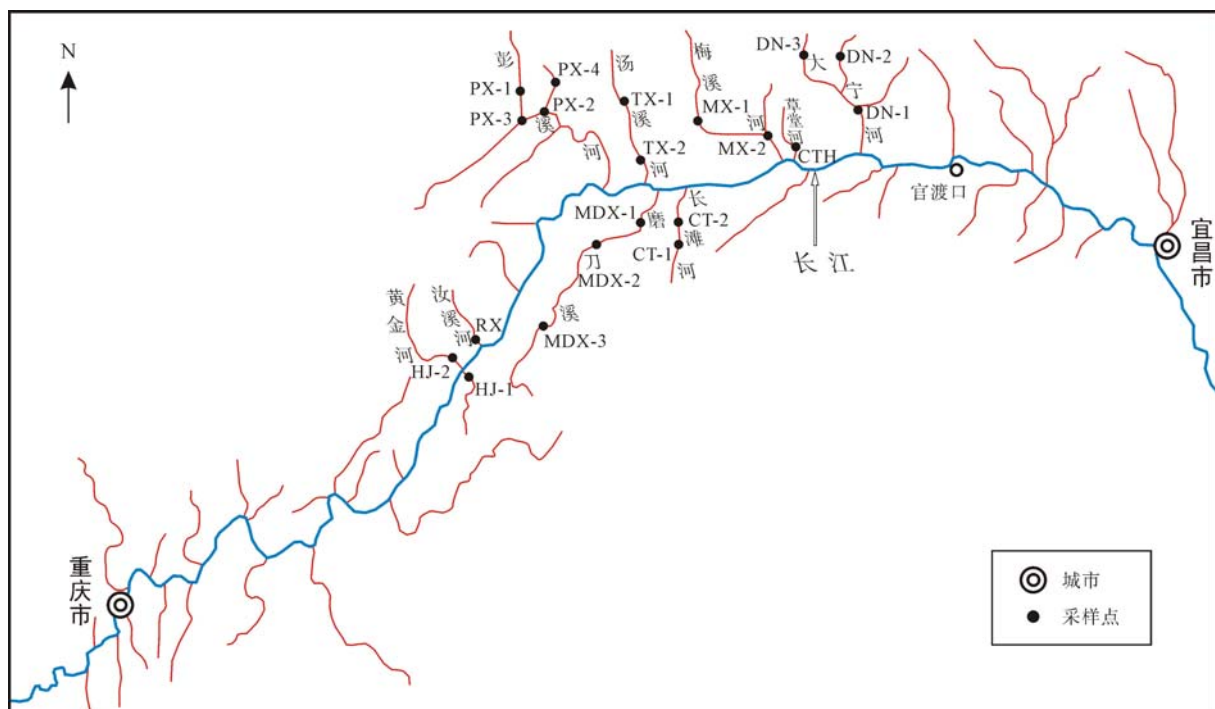 N
彭溪河
PX-1
PX-2
PX-3
PX-4
汤溪河
TX-1
TX-2
梅溪河
MX-1
MX-2
草堂河
CTH
大宁河
DN-3
DN-2
DN-1
官渡口
宜昌市
长江
长滩河
CT-2
CT-1
磨刀溪
MDX-1
MDX-2
MDX-3
汝溪河
RX
黄金河
HJ-2
HJ-1
重庆市
城市
采样点